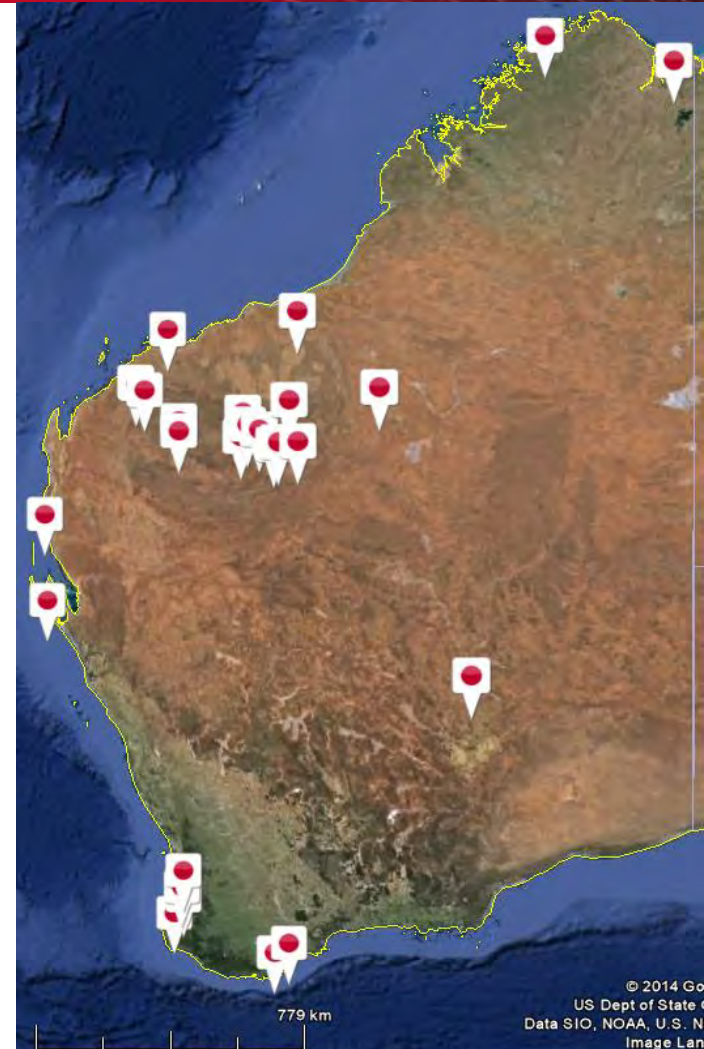 779 km
© 2014 Go
US Dept of State
Data SIO, NOAA, U.S. N
Image Lan